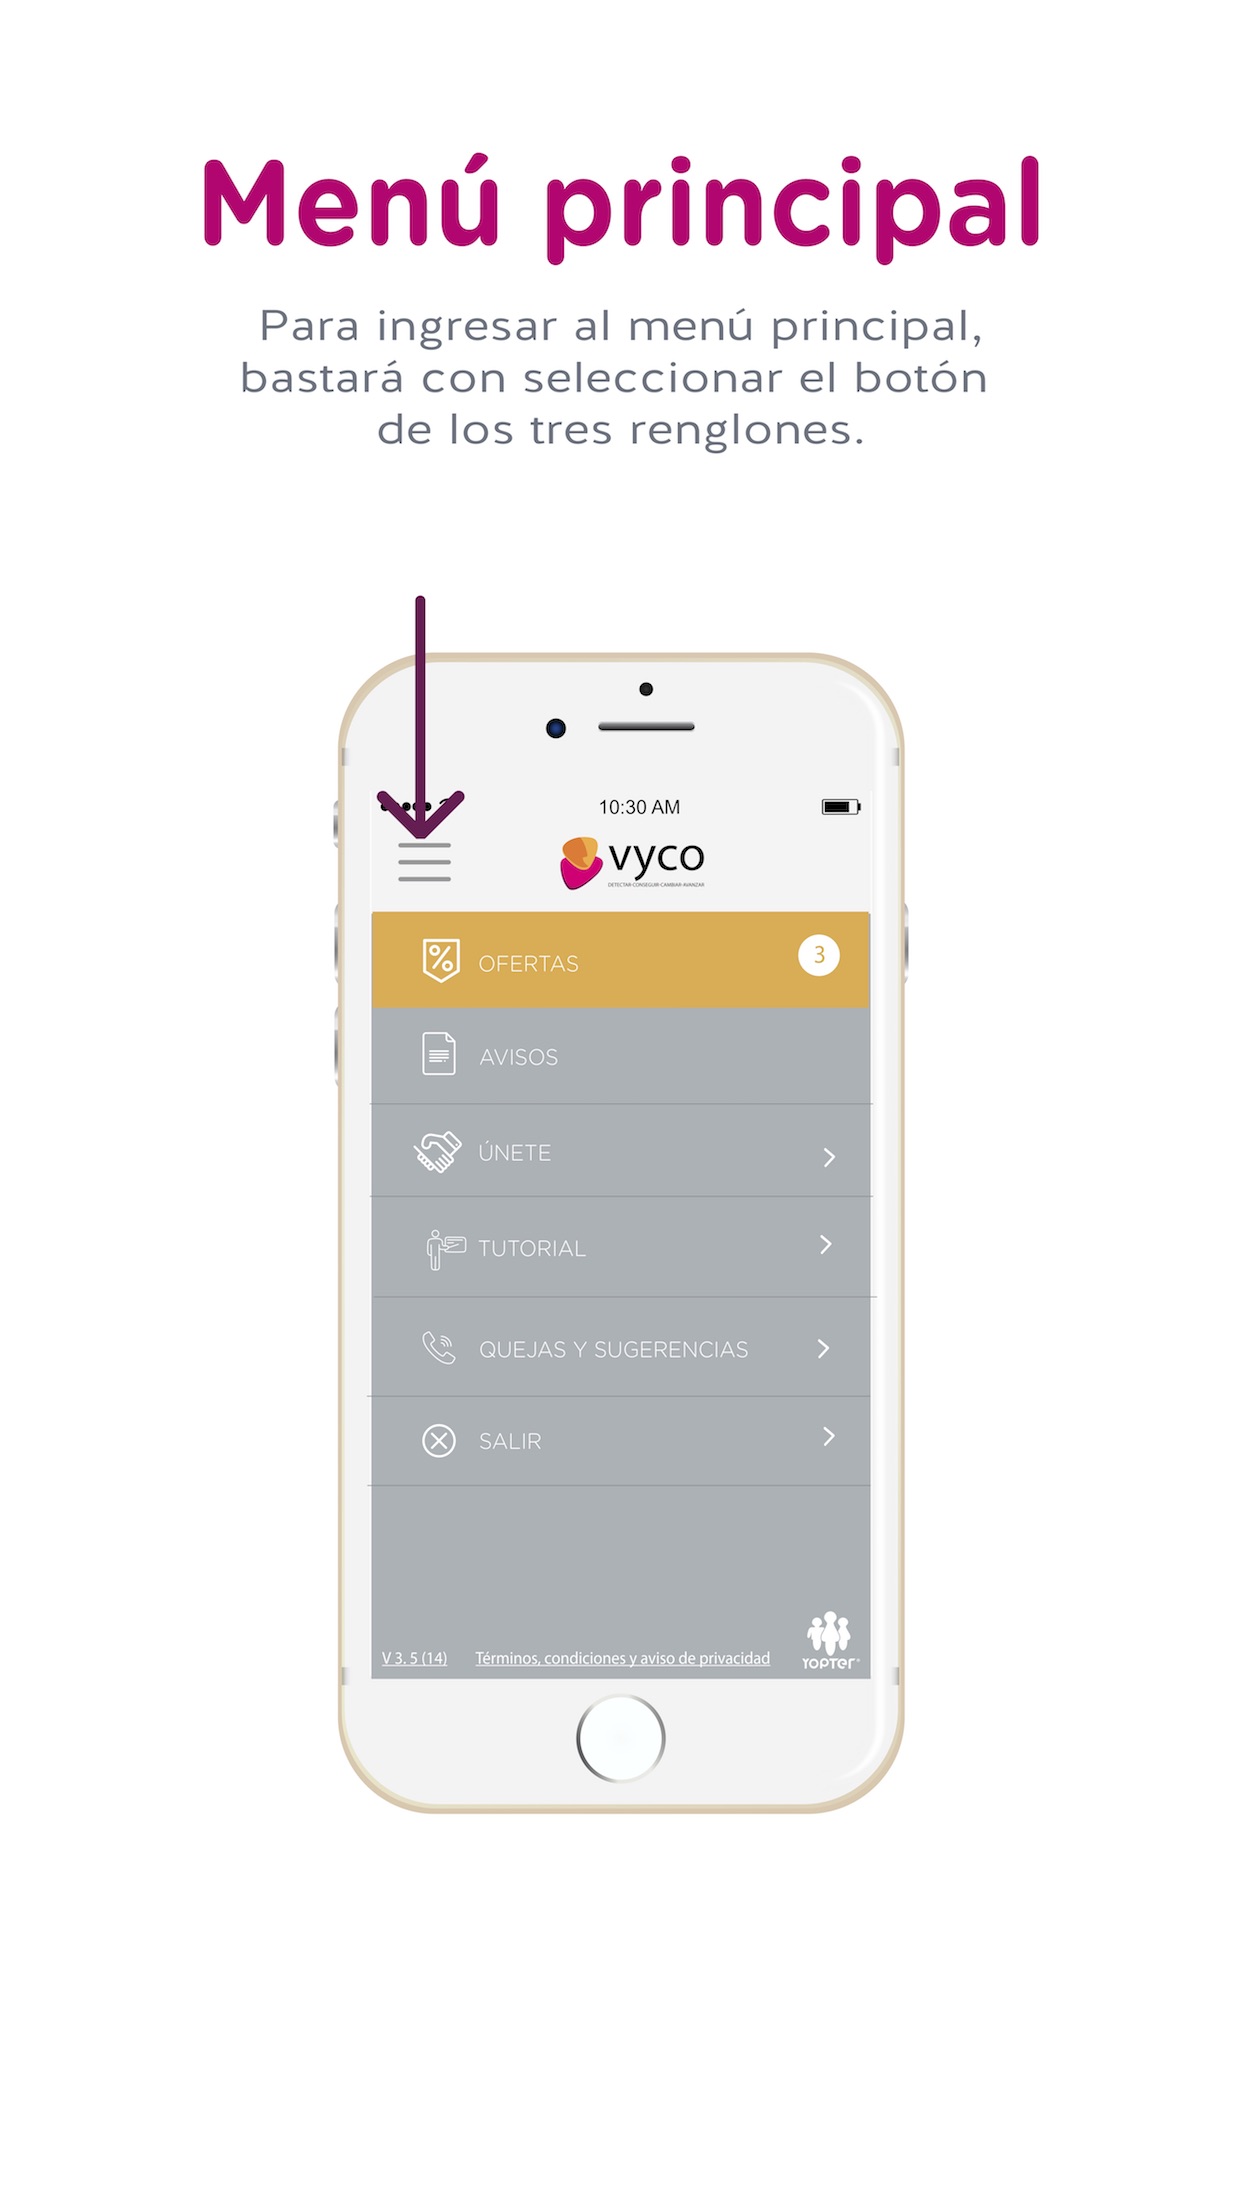 Menú principal
Para ingresar al menú principal,
bastará con seleccionar el botón
de los tres renglones.
10:30 AM
vyco
DETECTAR·CONSEGUIR·CAMBIAR·AVANZAR
OFERTAS
3
AVISOS
ÚNETE
TUTORIAL
QUEJAS Y SUGERENCIAS
SALIR
V 3. 5 (14) Términos, condiciones y aviso de privacidad
YOPTER®